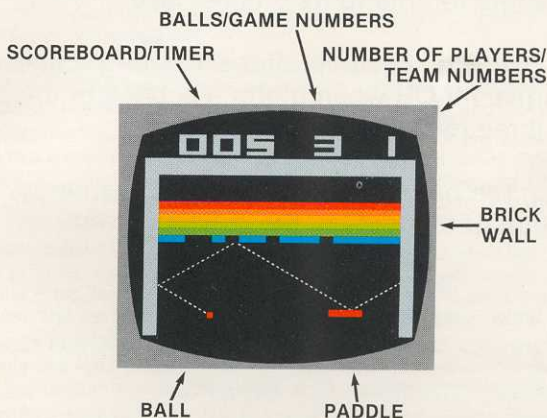 BALLS/GAME NUMBERS
SCOREBOARD/TIMER
NUMBER OF PLAYERS/
TEAM NUMBERS
005 3 1
BRICK
WALL
BALL
PADDLE